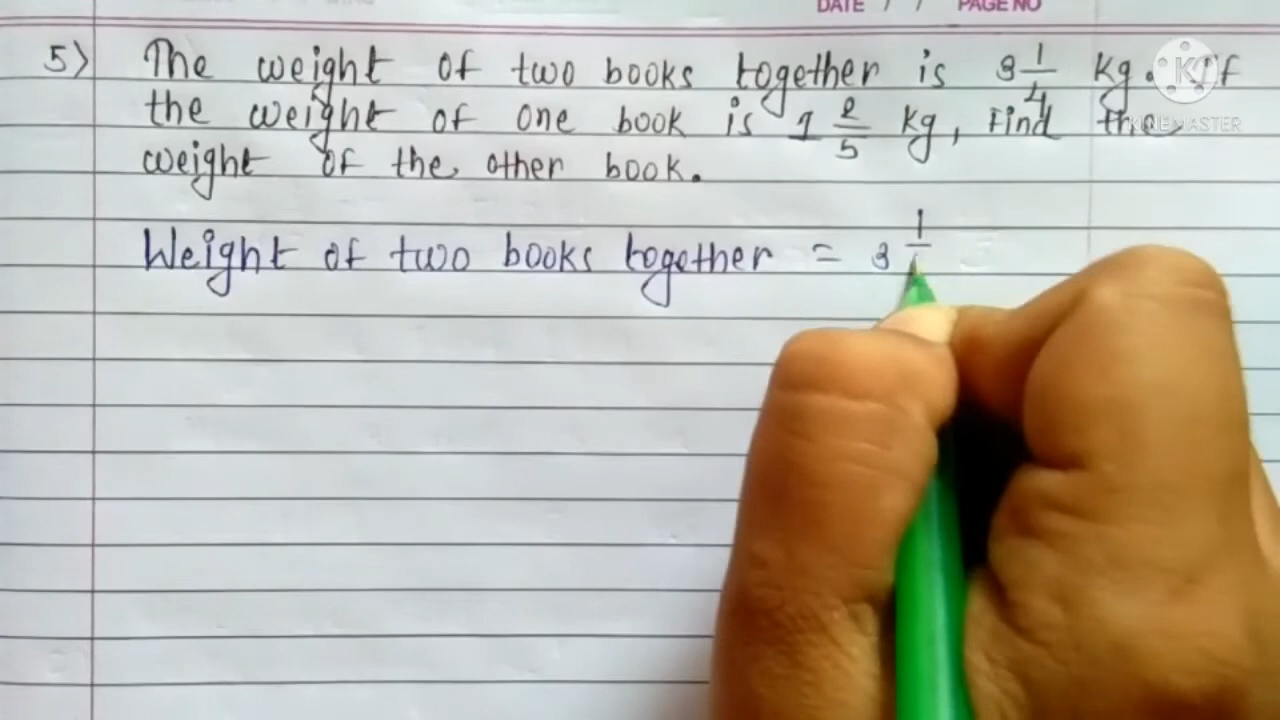 DATE / / PAGE NO
5) The weight of two books together is 3 1/4 kg. If
the weight of one book is 1 2/5 kg, Find the
weight of the other book.
Weight of two books together = 3 1/
KINEMASTER